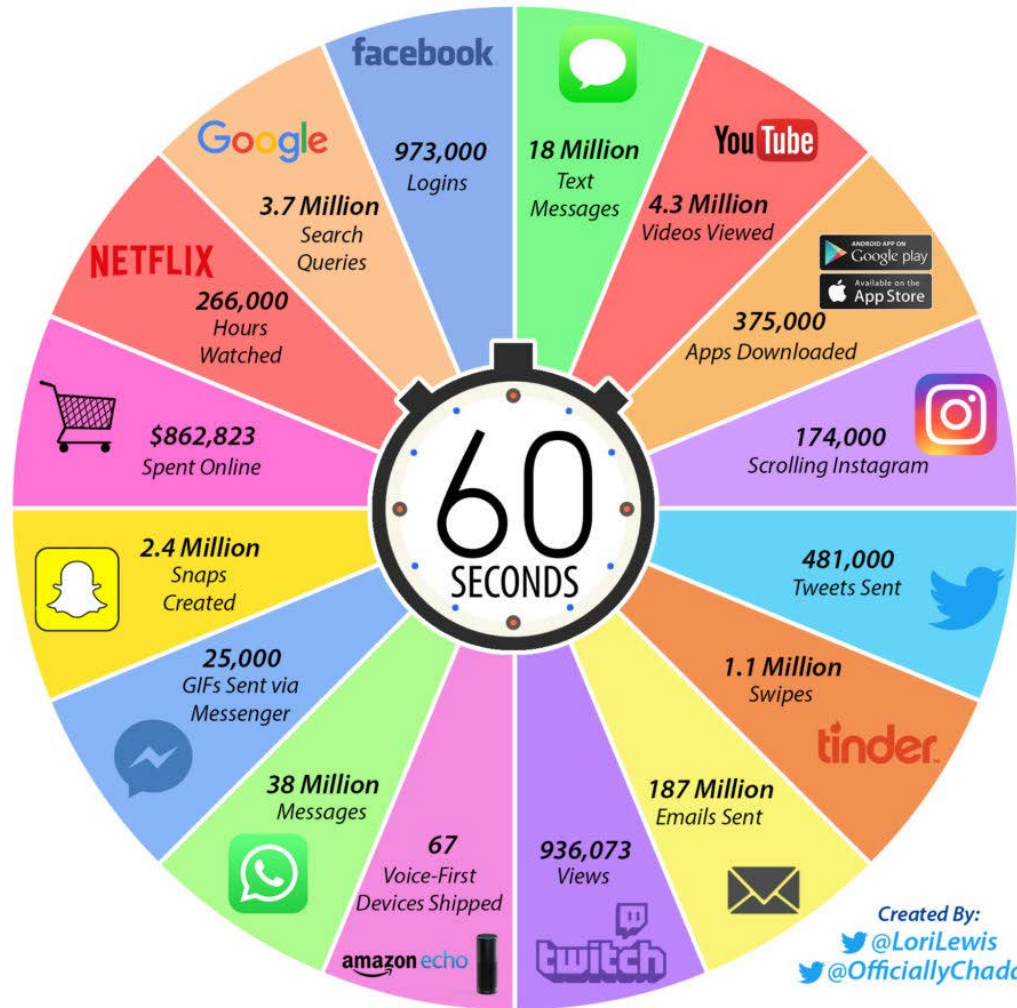 facebook
973,000
Logins
18 Million
Text
Messages
YouTube
4.3 Million
Videos Viewed
ANDROID APP ON
Google play
Available on the
App Store
375,000
Apps Downloaded
174,000
Scrolling Instagram
481,000
Tweets Sent
1.1 Million
Swipes
tinder
187 Million
Emails Sent
936,073
Views
twitch
67
Voice-First
Devices Shipped
amazon echo
38 Million
Messages
25,000
GIFs Sent via
Messenger
2.4 Million
Snaps
Created
$862,823
Spent Online
NETFLIX
266,000
Hours
Watched
Google
3.7 Million
Search
Queries
60
SECONDS
Created By:
@LoriLewis
@OfficiallyChadd